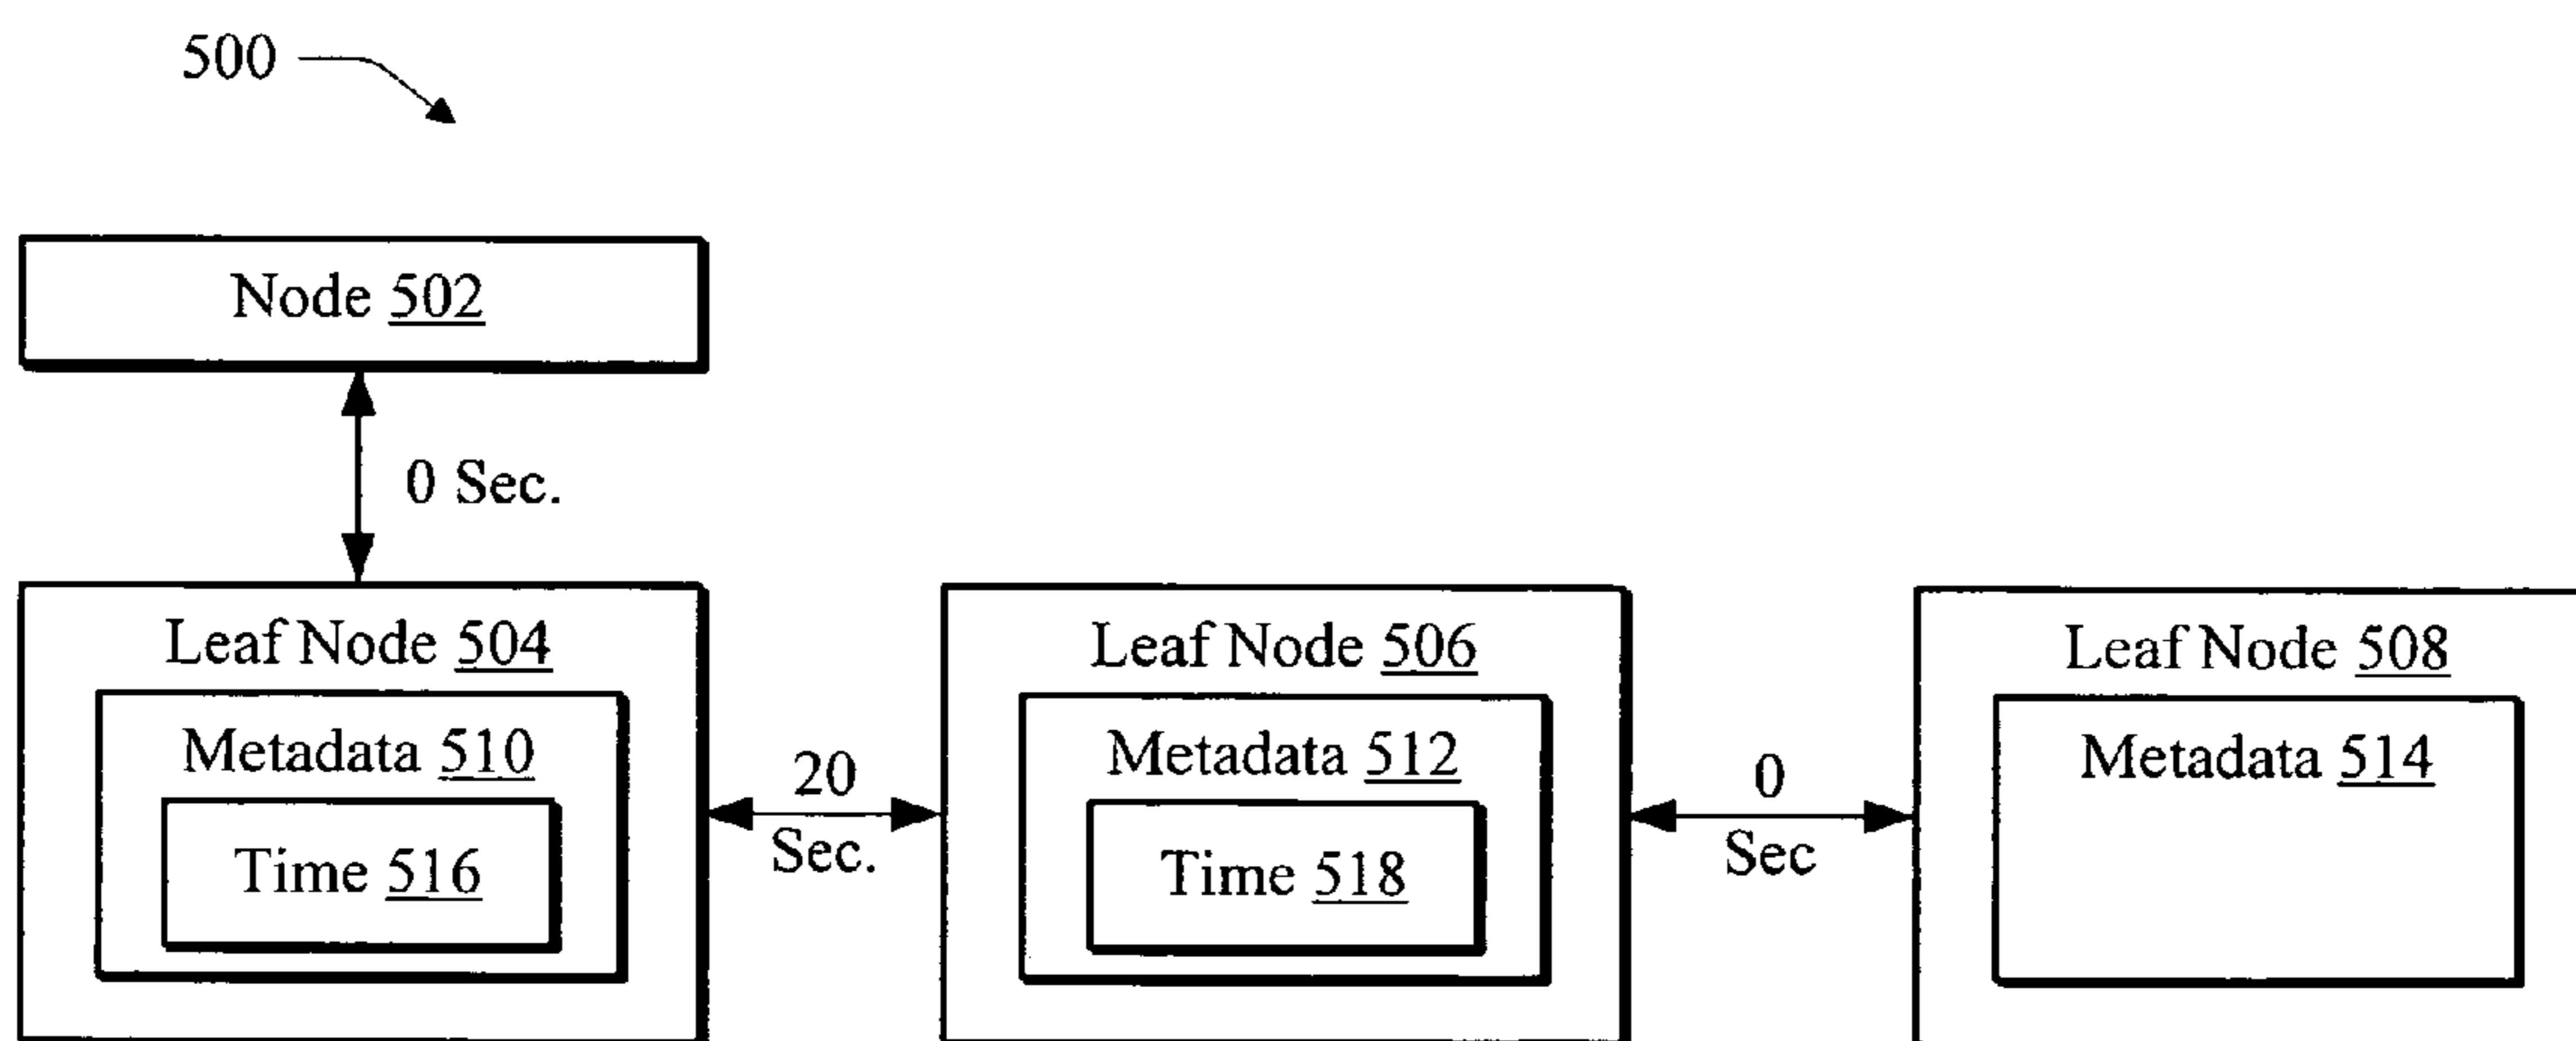 500
Node 502
0 Sec.
Leaf Node 504
Metadata 510
Time 516
20
Sec.
Leaf Node 506
Metadata 512
Time 518
0
Sec
Leaf Node 508
Metadata 514